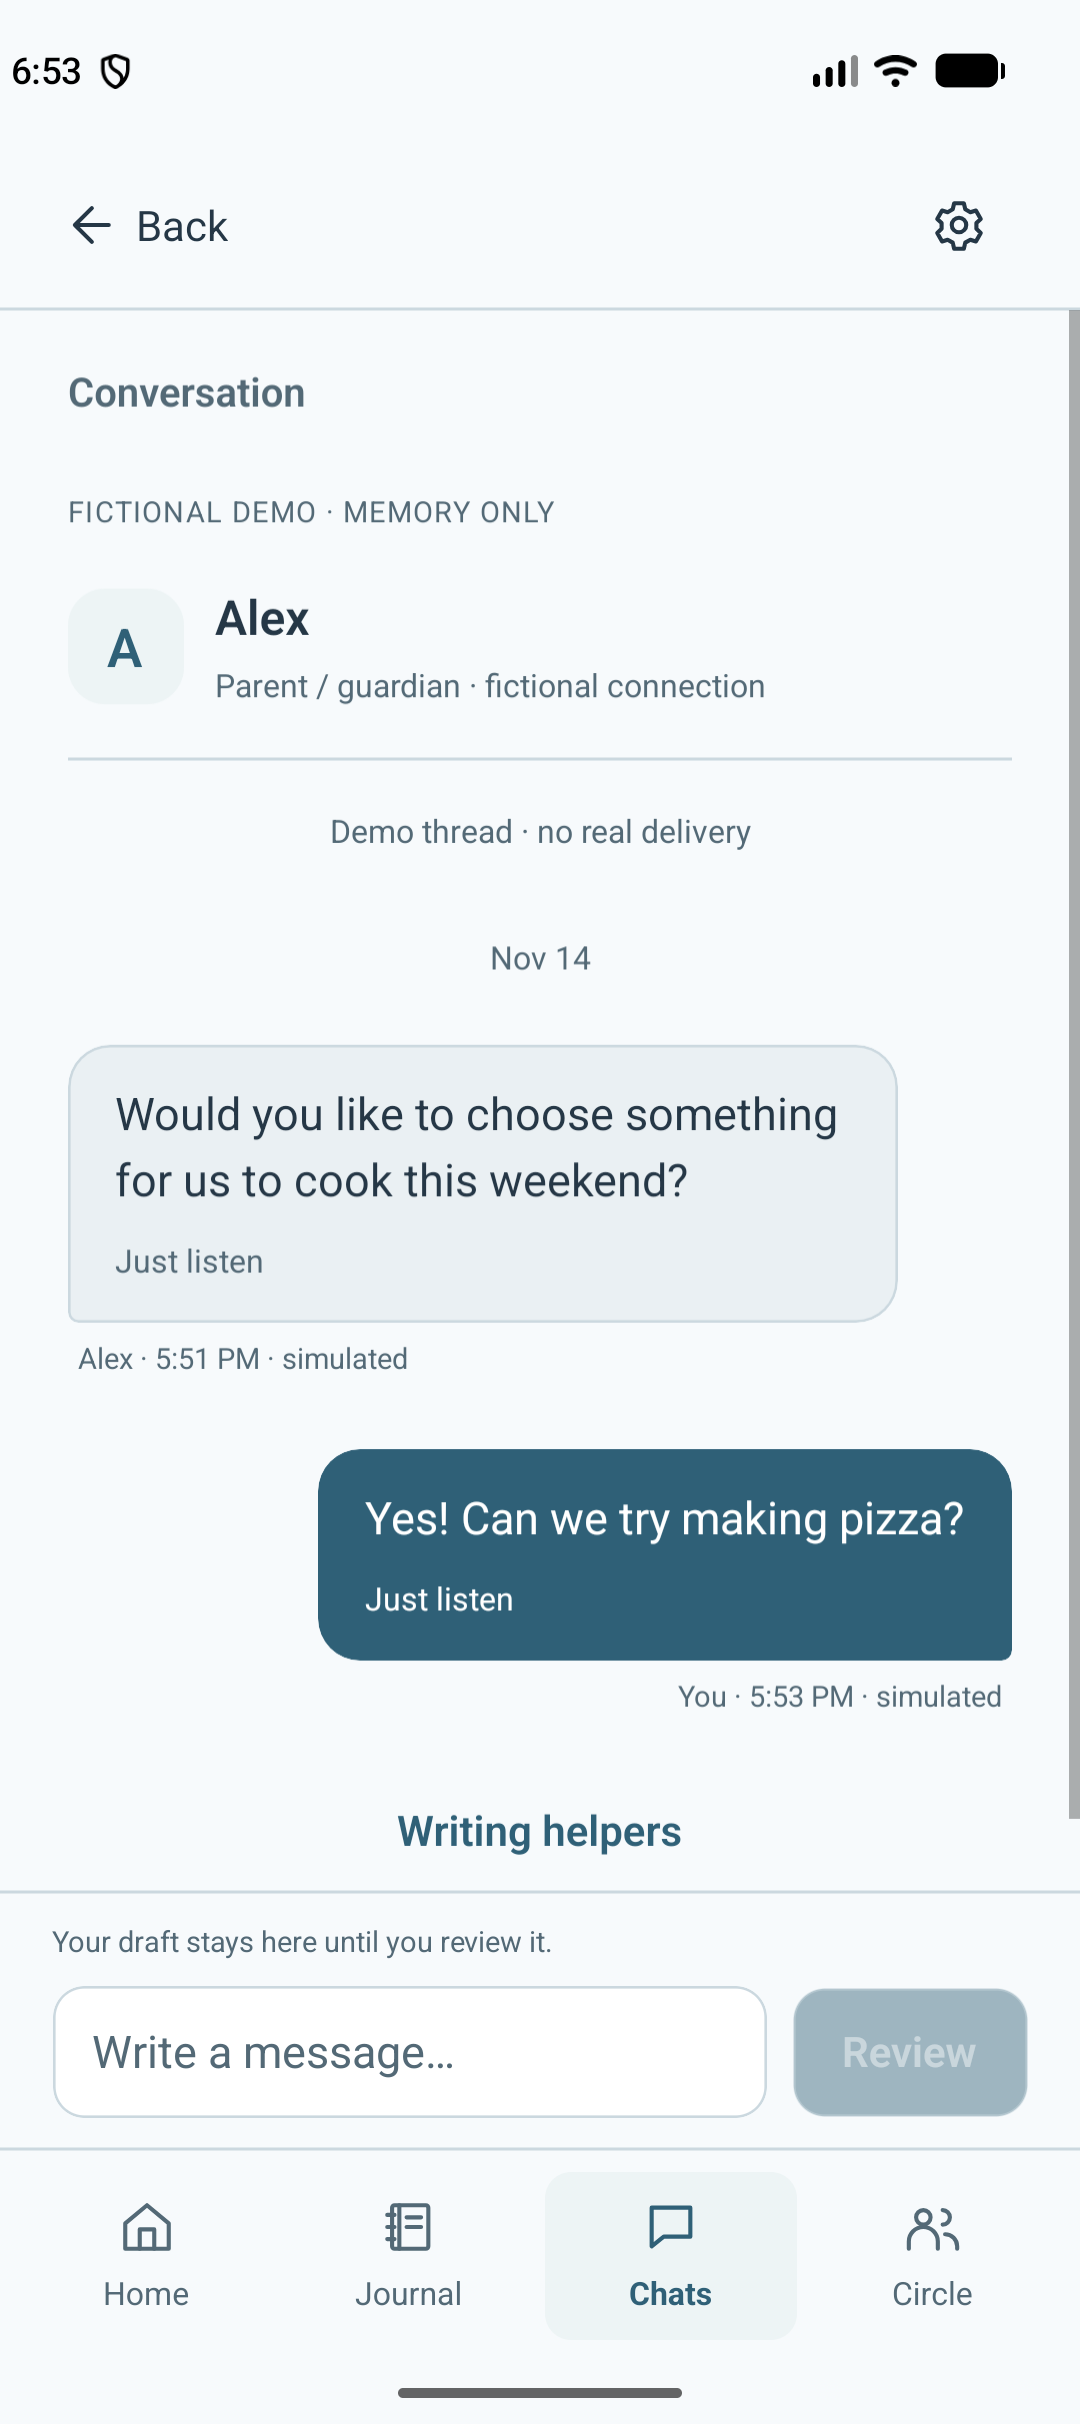 6:53
Back
Conversation
FICTIONAL DEMO · MEMORY ONLY
A
Alex
Parent / guardian · fictional connection
Demo thread · no real delivery
Nov 14
Would you like to choose something
for us to cook this weekend?
Just listen
Alex · 5:51 PM · simulated
Yes! Can we try making pizza?
Just listen
You · 5:53 PM · simulated
Writing helpers
Your draft stays here until you review it.
Write a message…
Review
Home
Journal
Chats
Circle